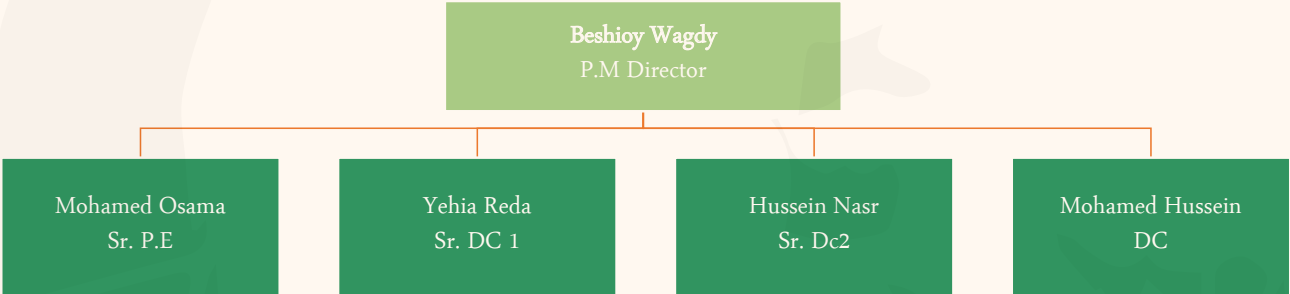 Beshioy Wagdy
P.M Director
Mohamed Osama
Sr. P.E
Yehia Reda
Sr. DC 1
Hussein Nasr
Sr. Dc2
Mohamed Hussein
DC